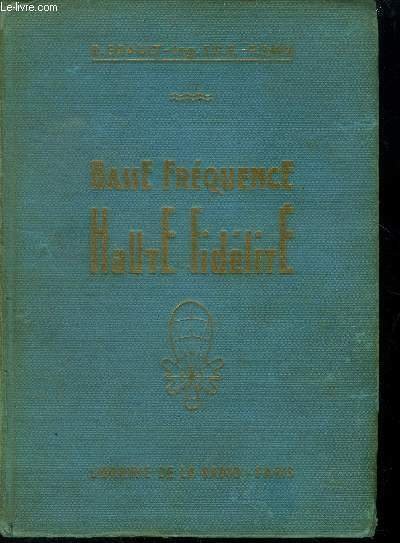 © Le-livre.com
BASSE FRÉQUENCE
HAUTE FIDÉLITÉ
LIBRAIRIE DE LA RADIO - PARIS